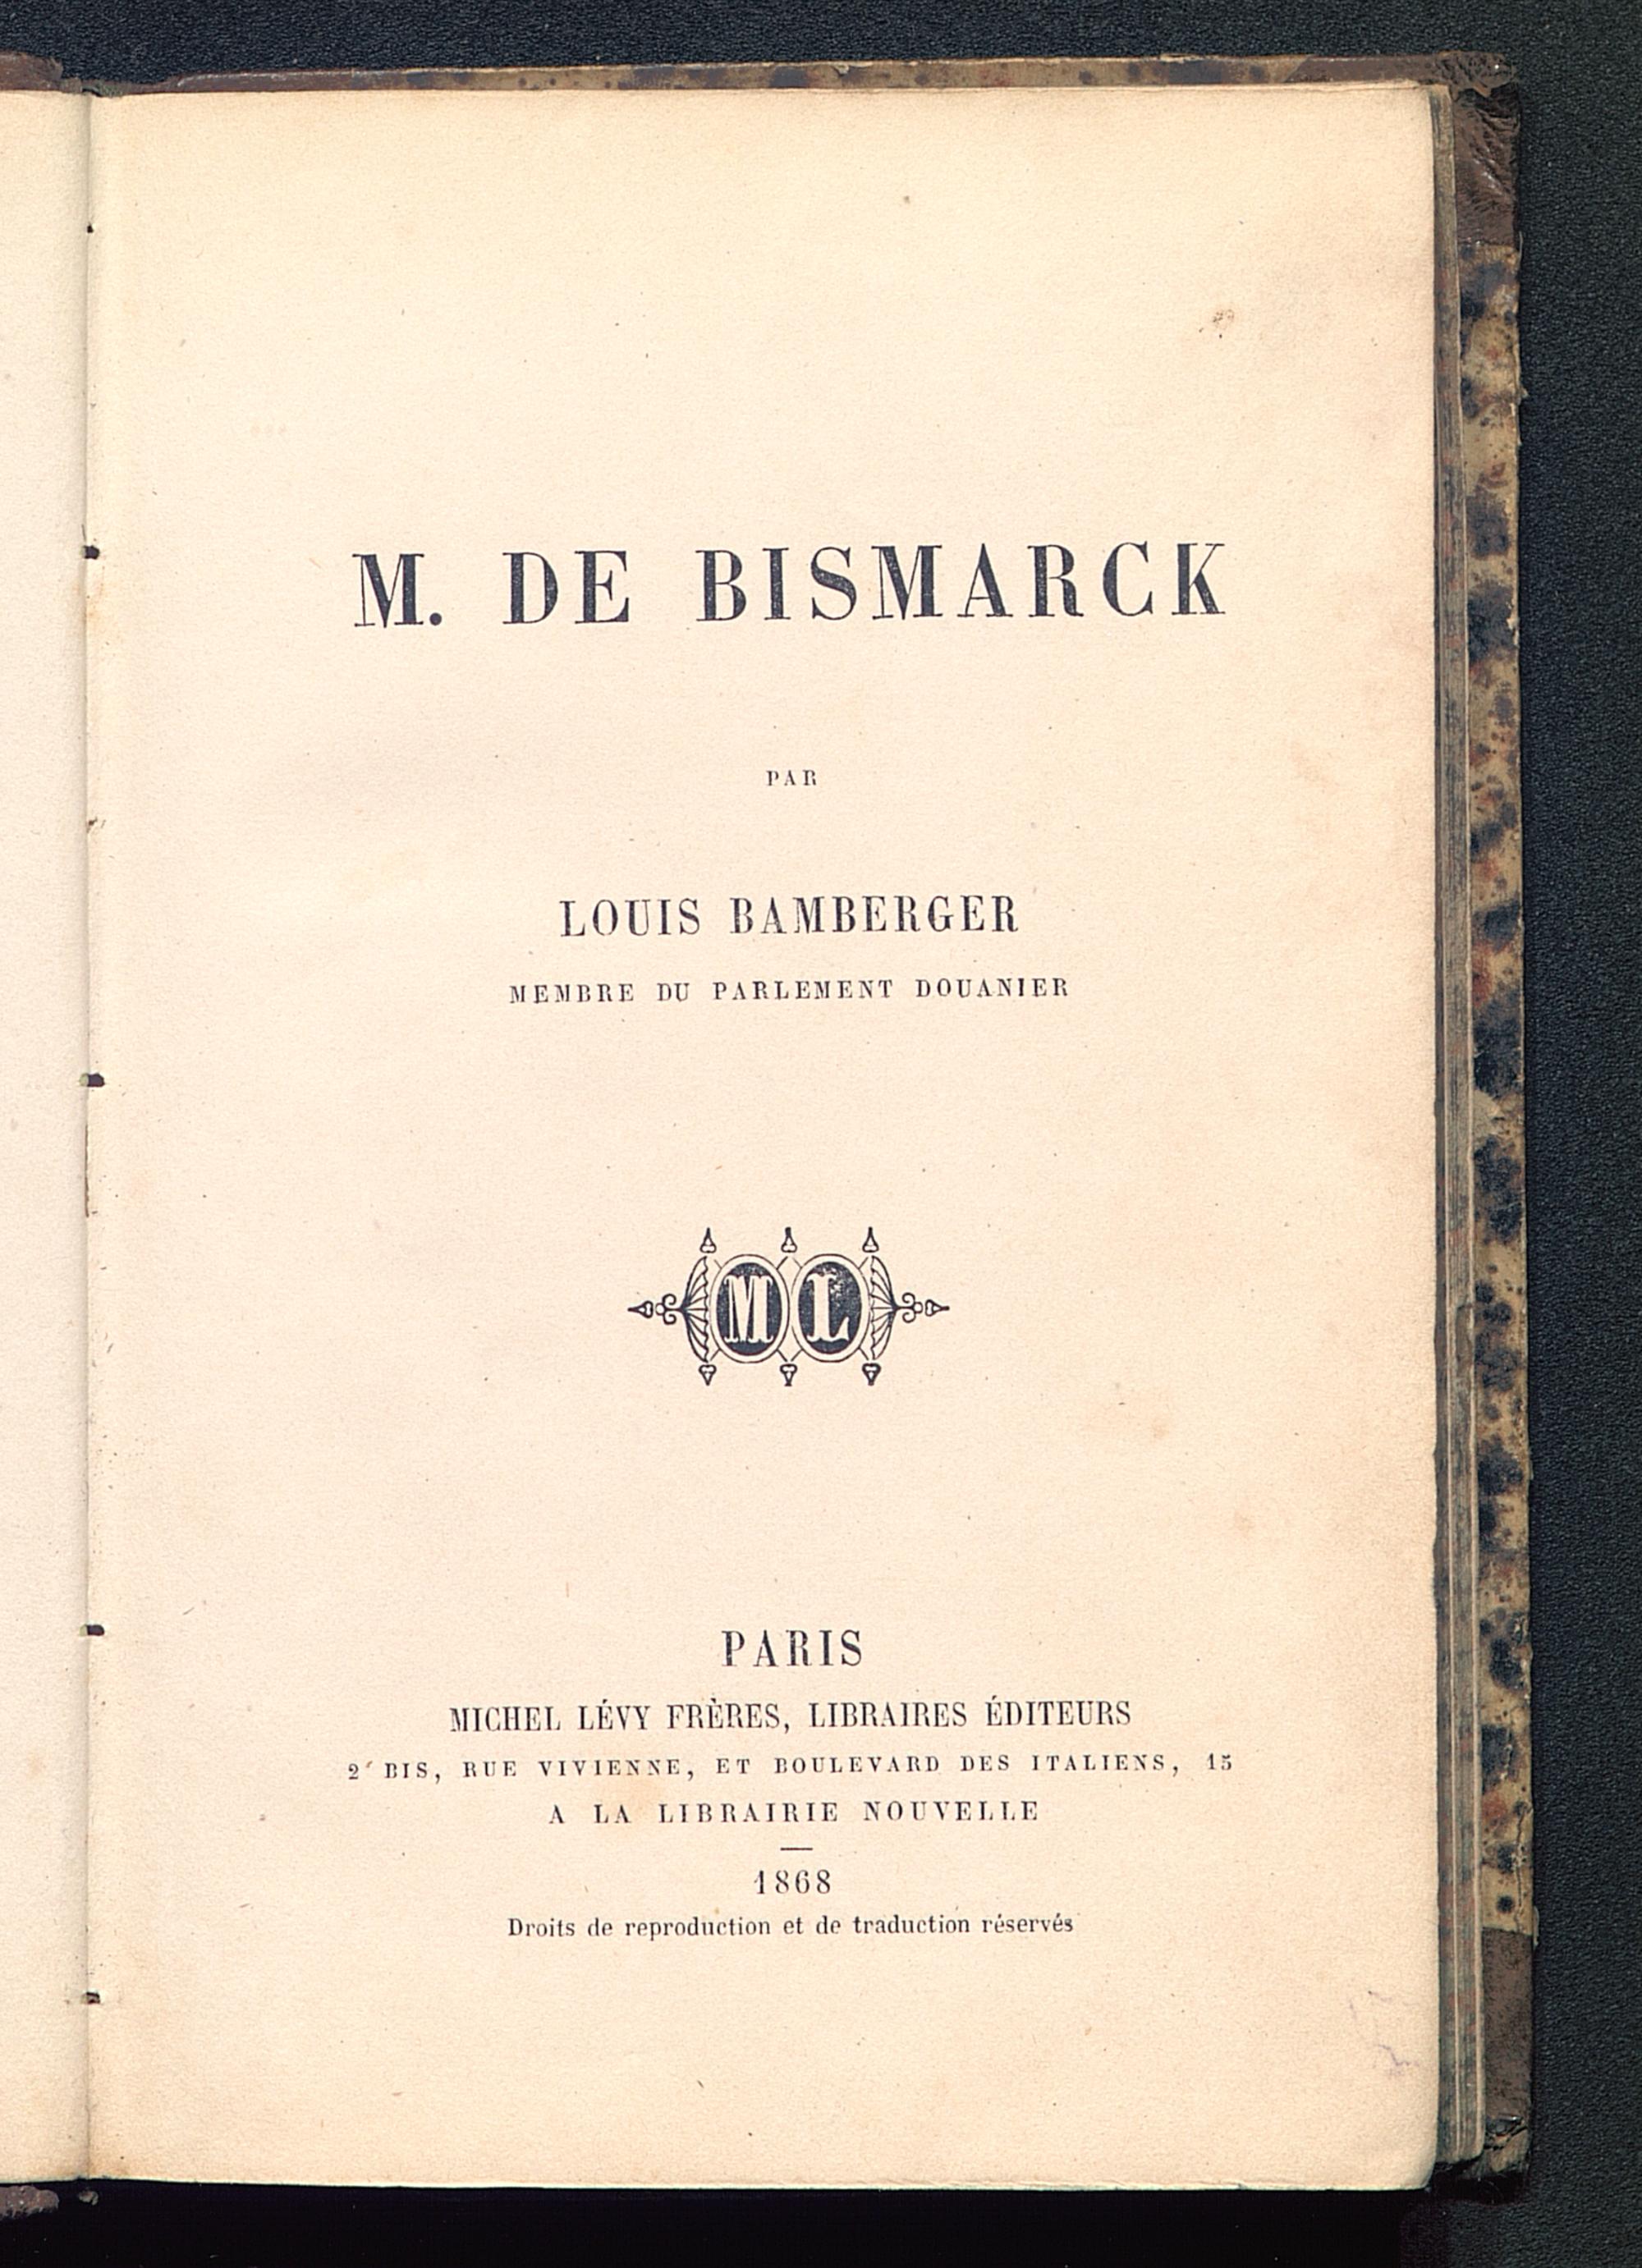 M. DE BISMARCK
PAR
LOUIS BAMBERGER
MEMBRE DU PARLEMENT DOUANIER
M L
PARIS
MICHEL LÉVY FRÈRES, LIBRAIRES ÉDITEURS
2 BIS, RUE VIVIENNE, ET BOULEVARD DES ITALIENS, 15
A LA LIBRAIRIE NOUVELLE
1868
Droits de reproduction et de traduction réservés